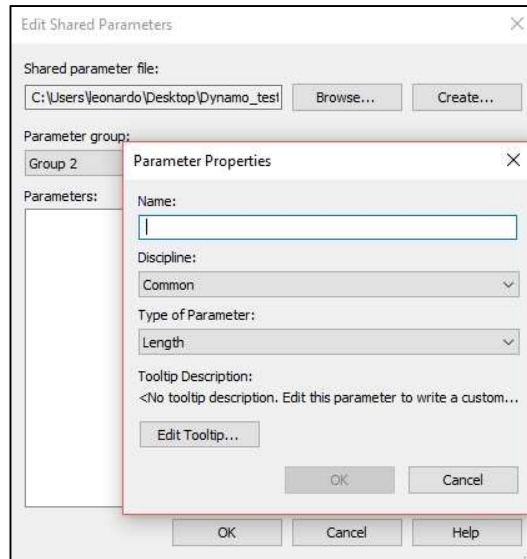 Edit Shared Parameters
Shared parameter file:
C:\Users\leonardo\Desktop\Dynamo_test
Browse...
Create...
Parameter group:
Group 2
Parameters:
Parameter Properties
Name:
Discipline:
Common
Type of Parameter:
Length
Tooltip Description:
<No tooltip description. Edit this parameter to write a custom...
Edit Tooltip...
OK
Cancel
OK
Cancel
Help